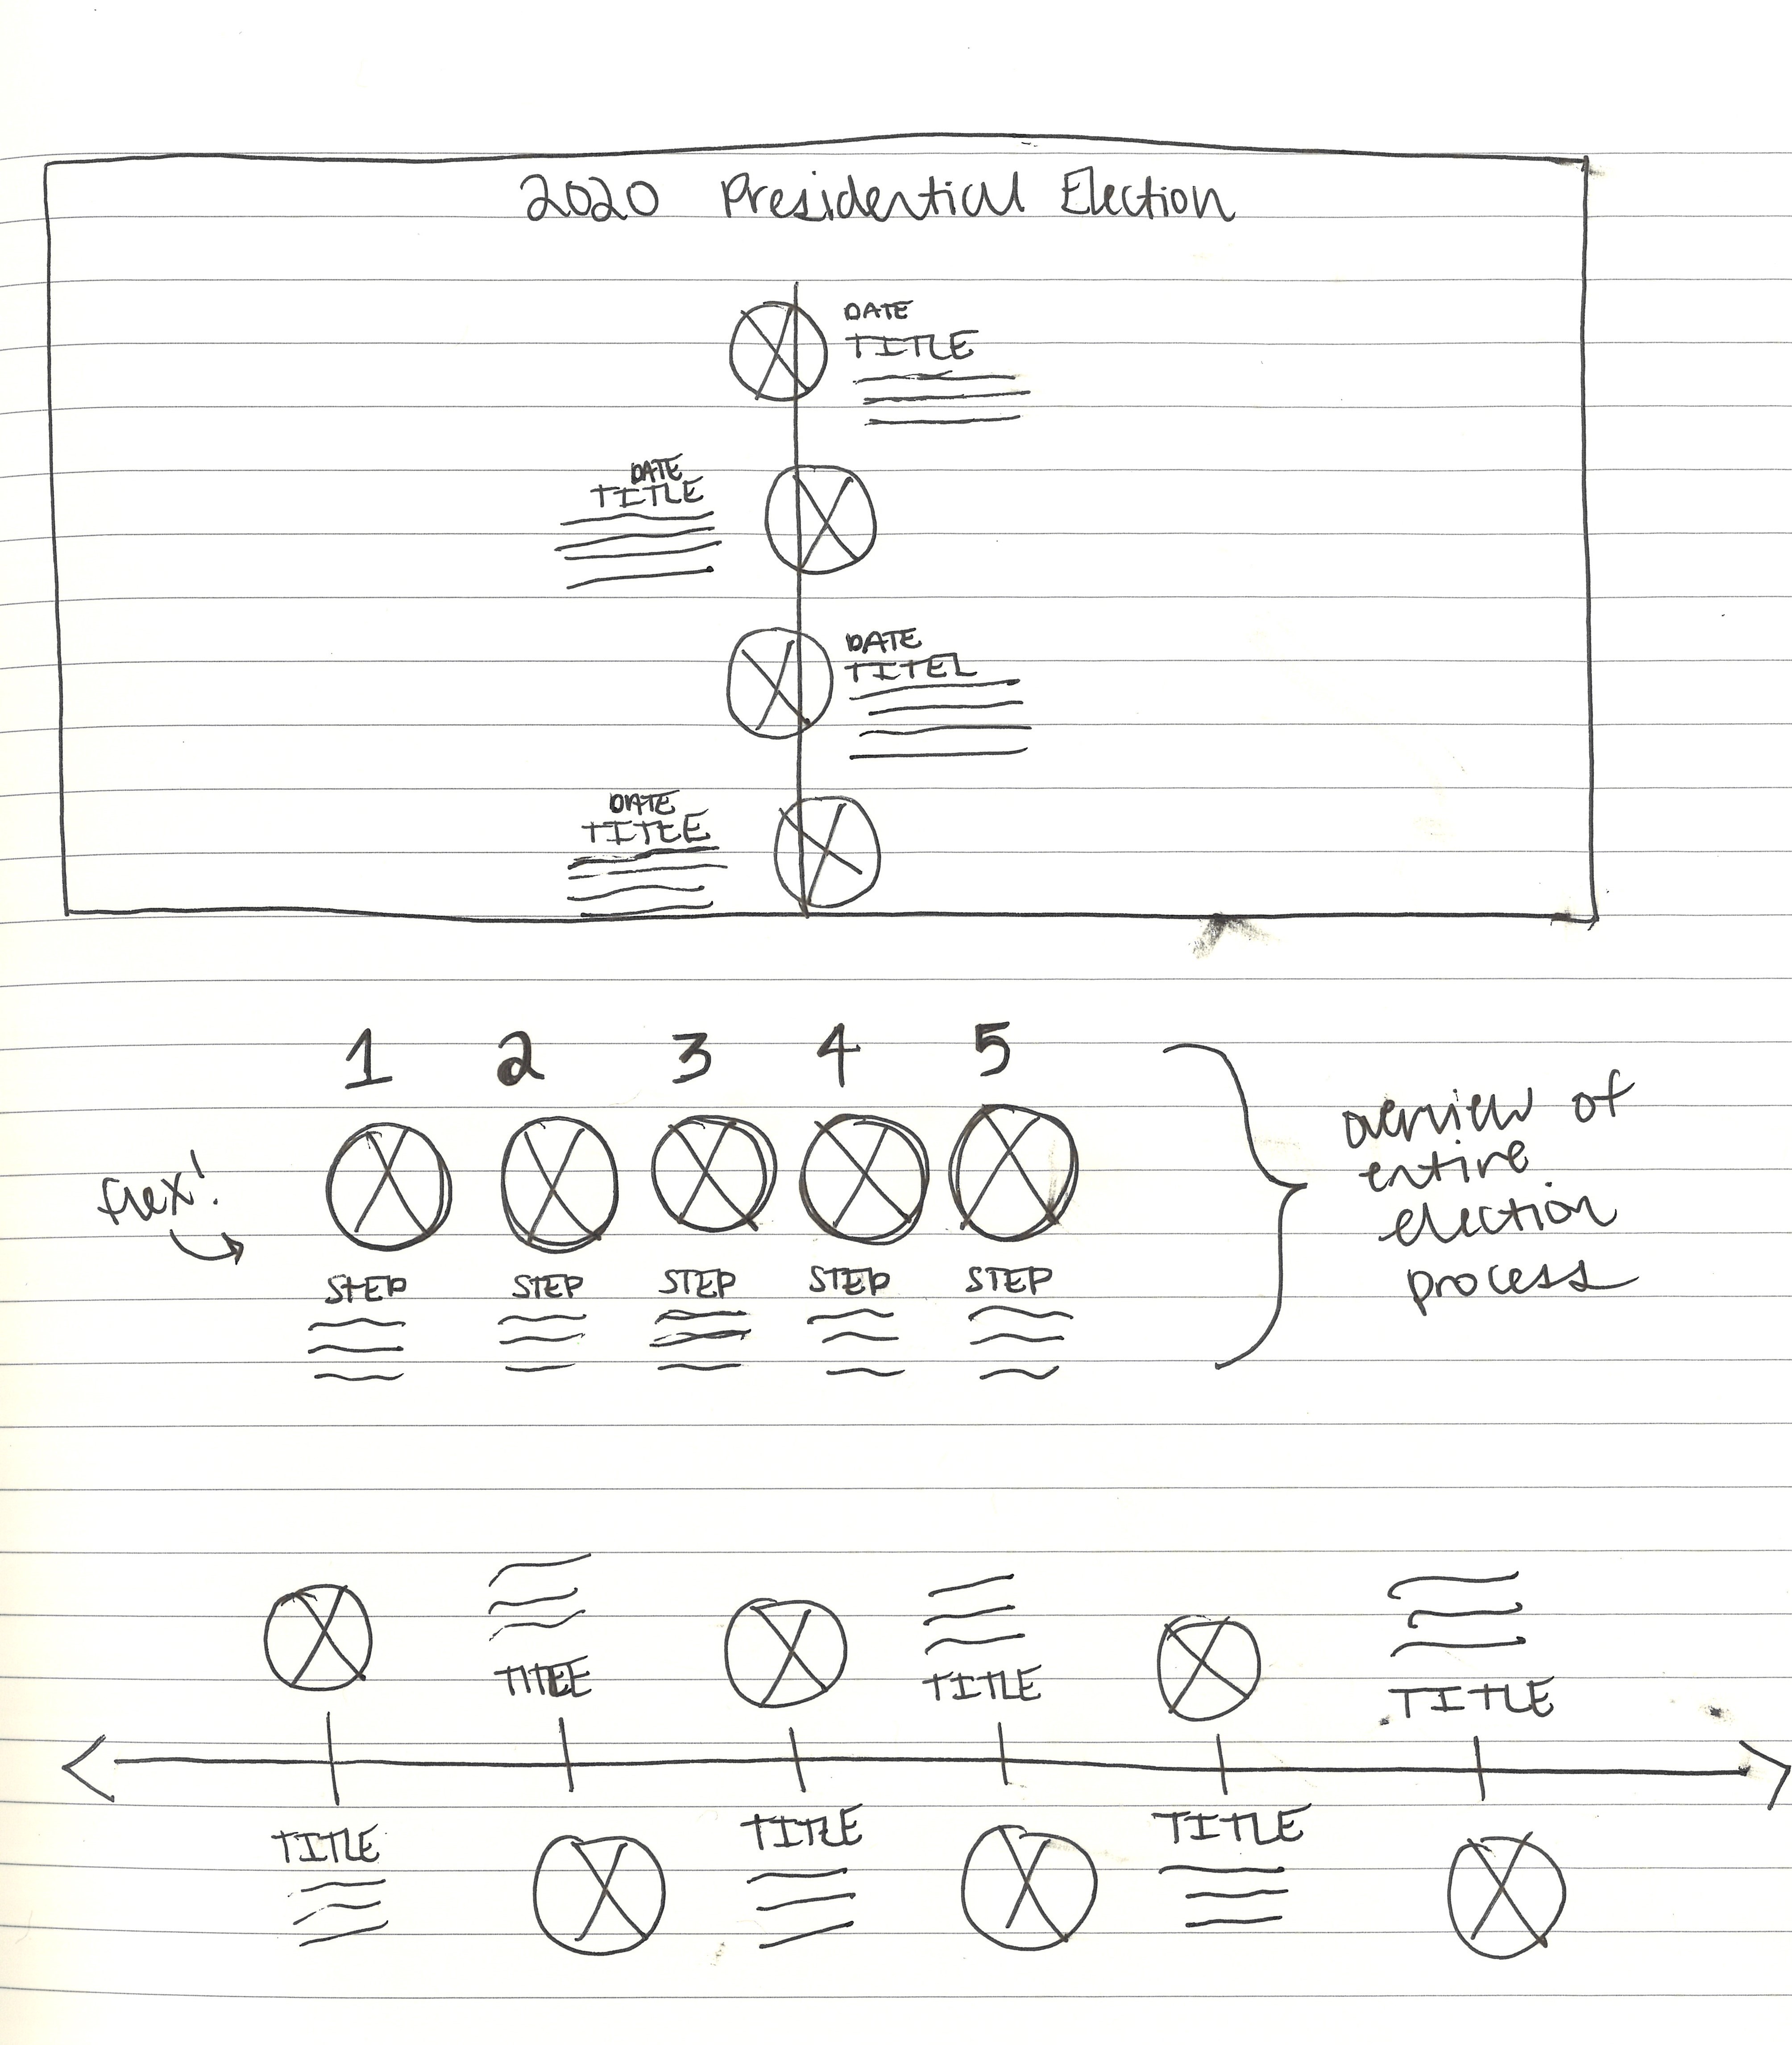 2020 Presidential Election
DATE
TITLE
DATE
TITLE
DATE
TITEL
DATE
TITLE
1 2 3 4 5
flex!
STEP STEP STEP STEP STEP
overview of
entire
election
process
TITLE TITLE TITLE
TITLE TITLE TITLE